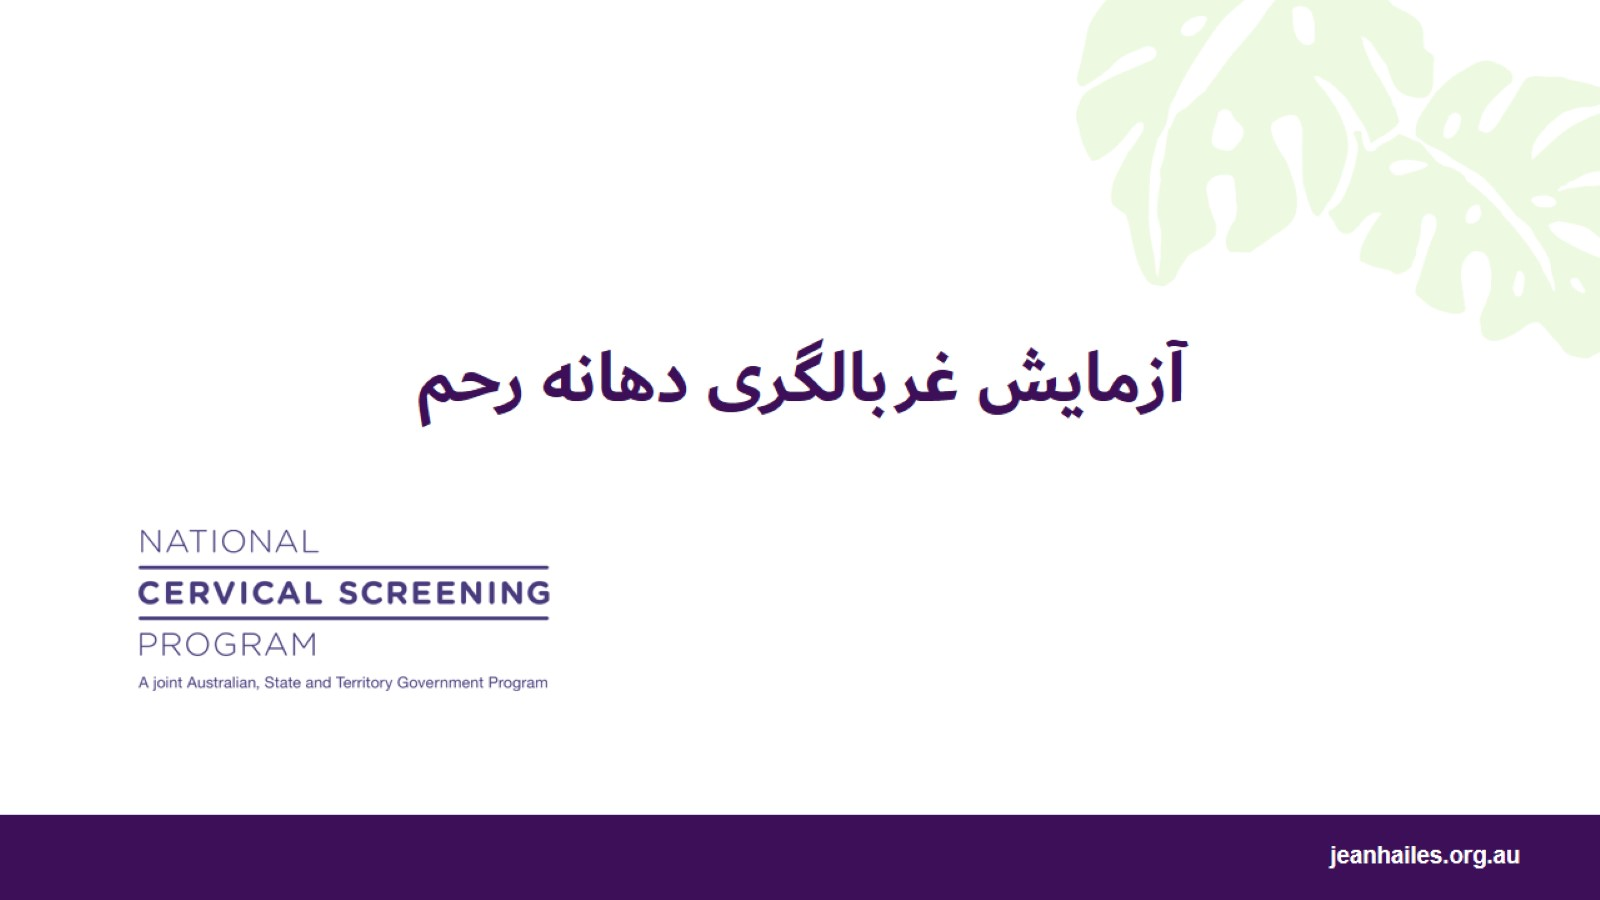 آزمایش غربالگری دهانه رحم
NATIONAL
CERVICAL SCREENING
PROGRAM
A joint Australian, State and Territory Government Program
jeanhailes.org.au